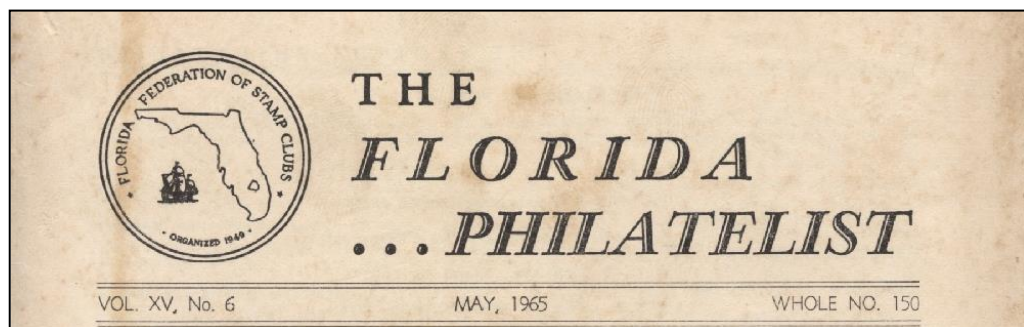 · FLORIDA FEDERATION OF STAMP CLUBS ·
· ORGANIZED 1949 ·
THE
FLORIDA
...PHILATELIST
VOL. XV, No. 6 MAY, 1965 WHOLE NO. 150